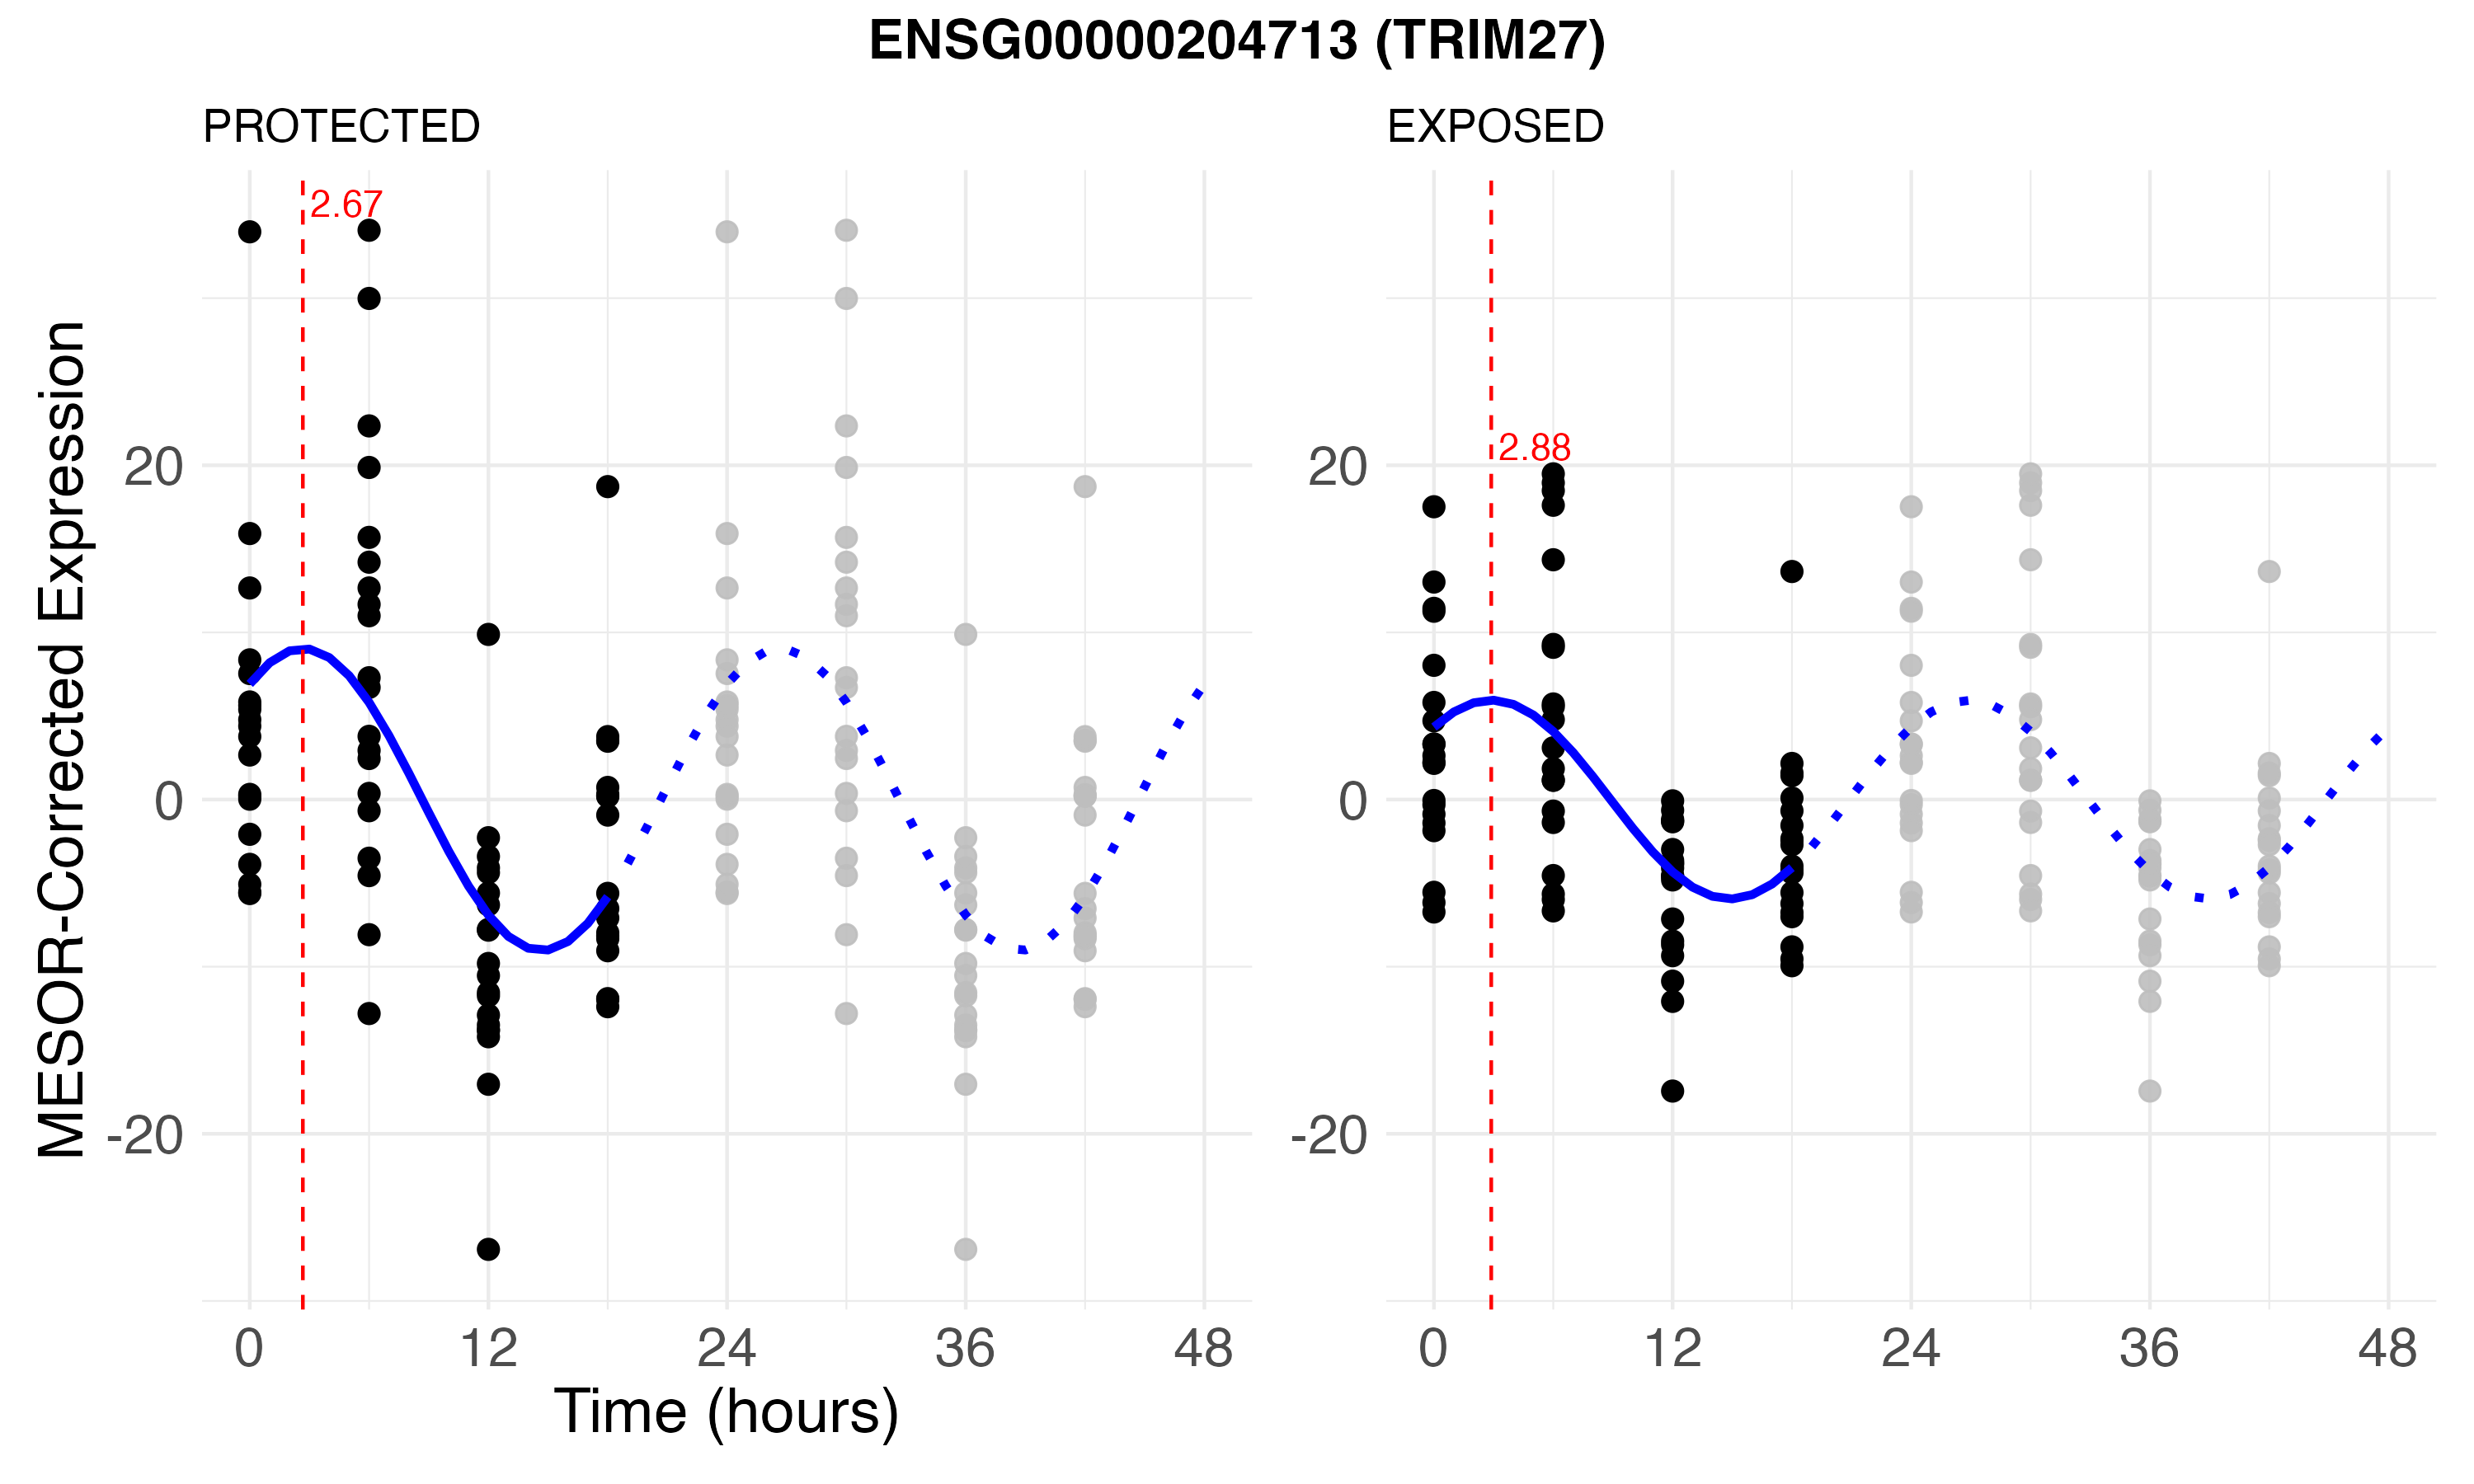 ENSG00000204713 (TRIM27)
PROTECTED
EXPOSED
MESOR-Corrected Expression
2.67
20
0
-20
0 12 24 36 48
2.88
20
0
-20
0 12 24 36 48
Time (hours)